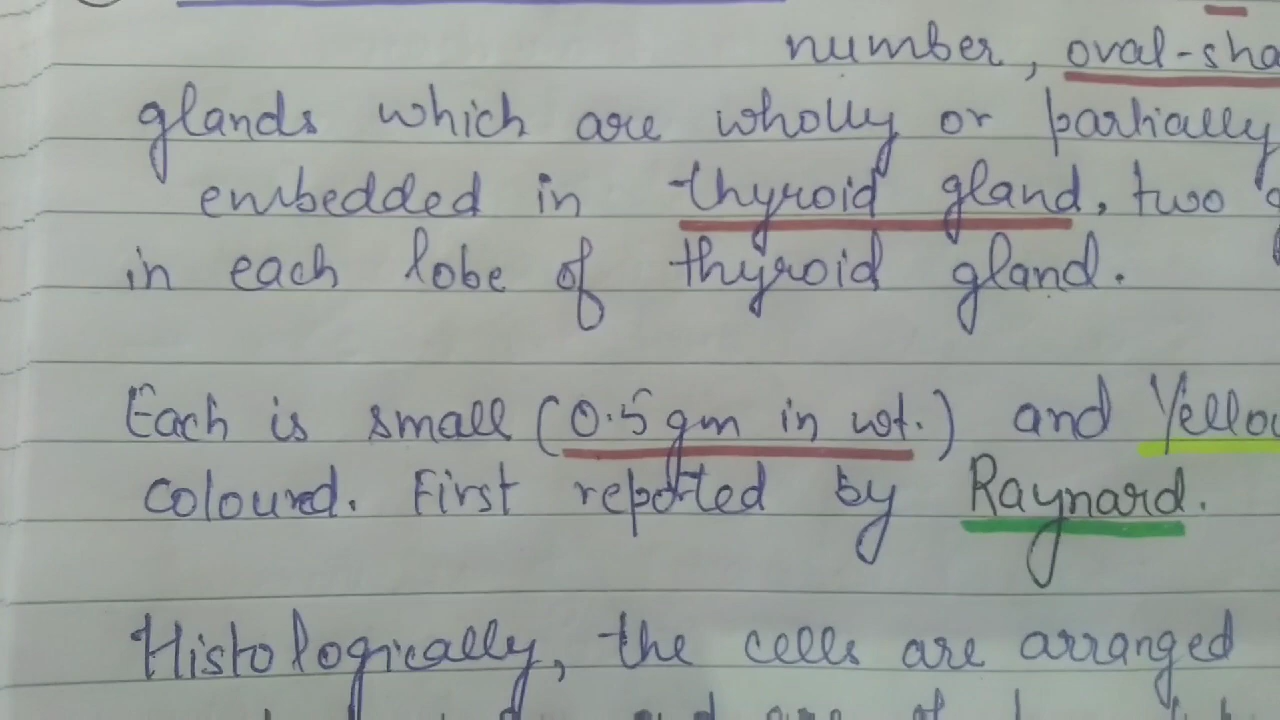 number, oval-sha
glands which are wholly or partially
embedded in thyroid gland, two
in each lobe of thyroid gland.
Each is small (0.5 gm in wt.) and Yellow
coloured. First reported by Raynard.
Histologically, the cells are arranged